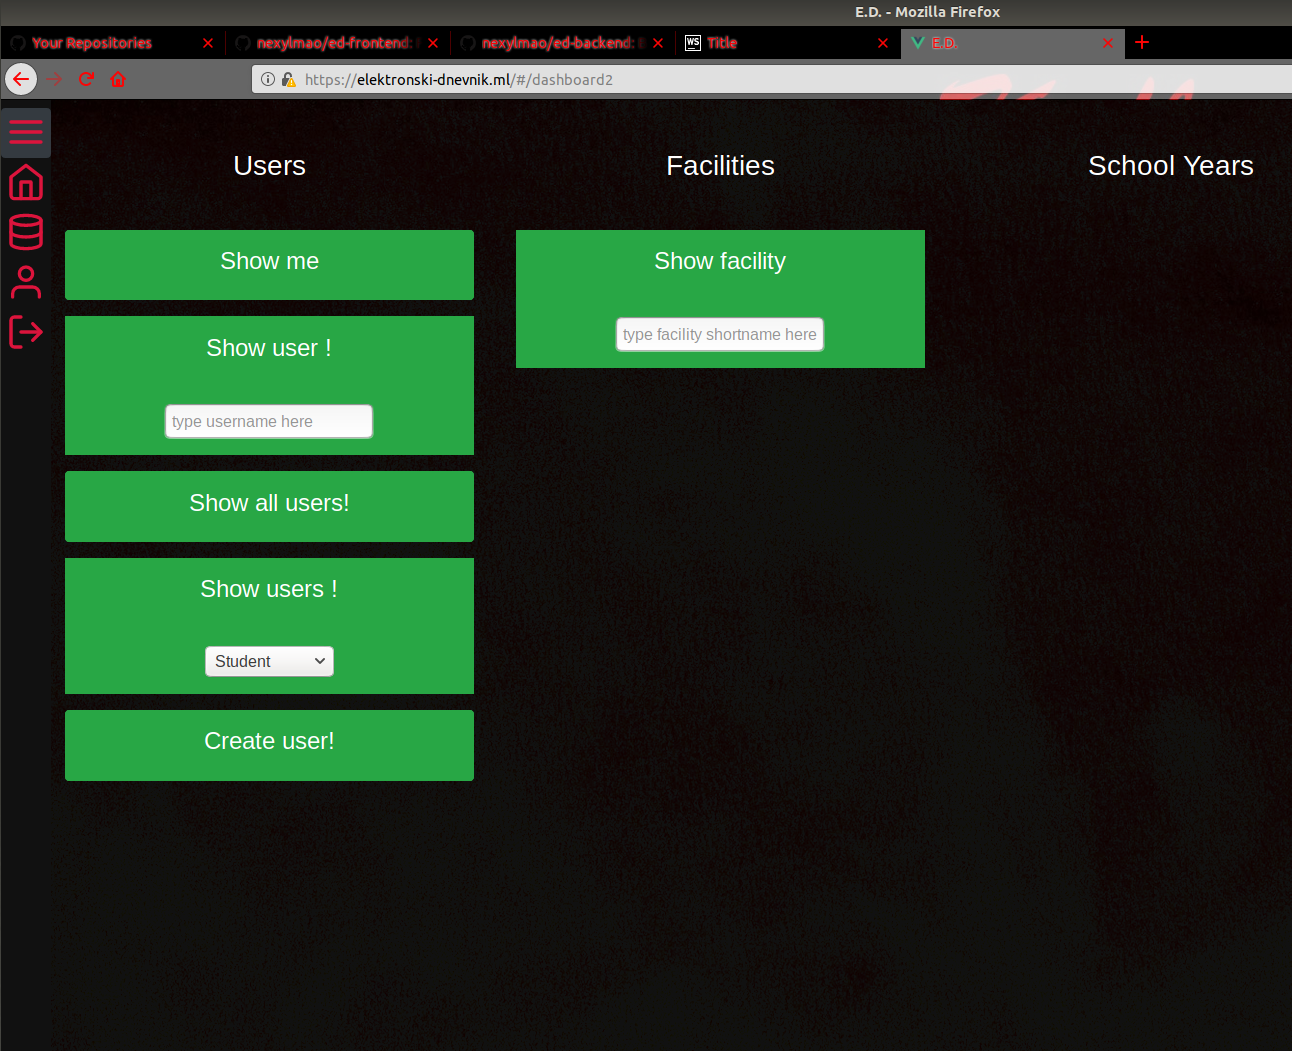 E.D. - Mozilla Firefox
Your Repositories
nexylmao/ed-frontend:
nexylmao/ed-backend:
WS Title
E.D.
https://elektronski-dnevnik.ml/#/dashboard2
Users
Facilities
School Years
Show me
Show facility
type facility shortname here
Show user !
type username here
Show all users!
Show users !
Student
Create user!